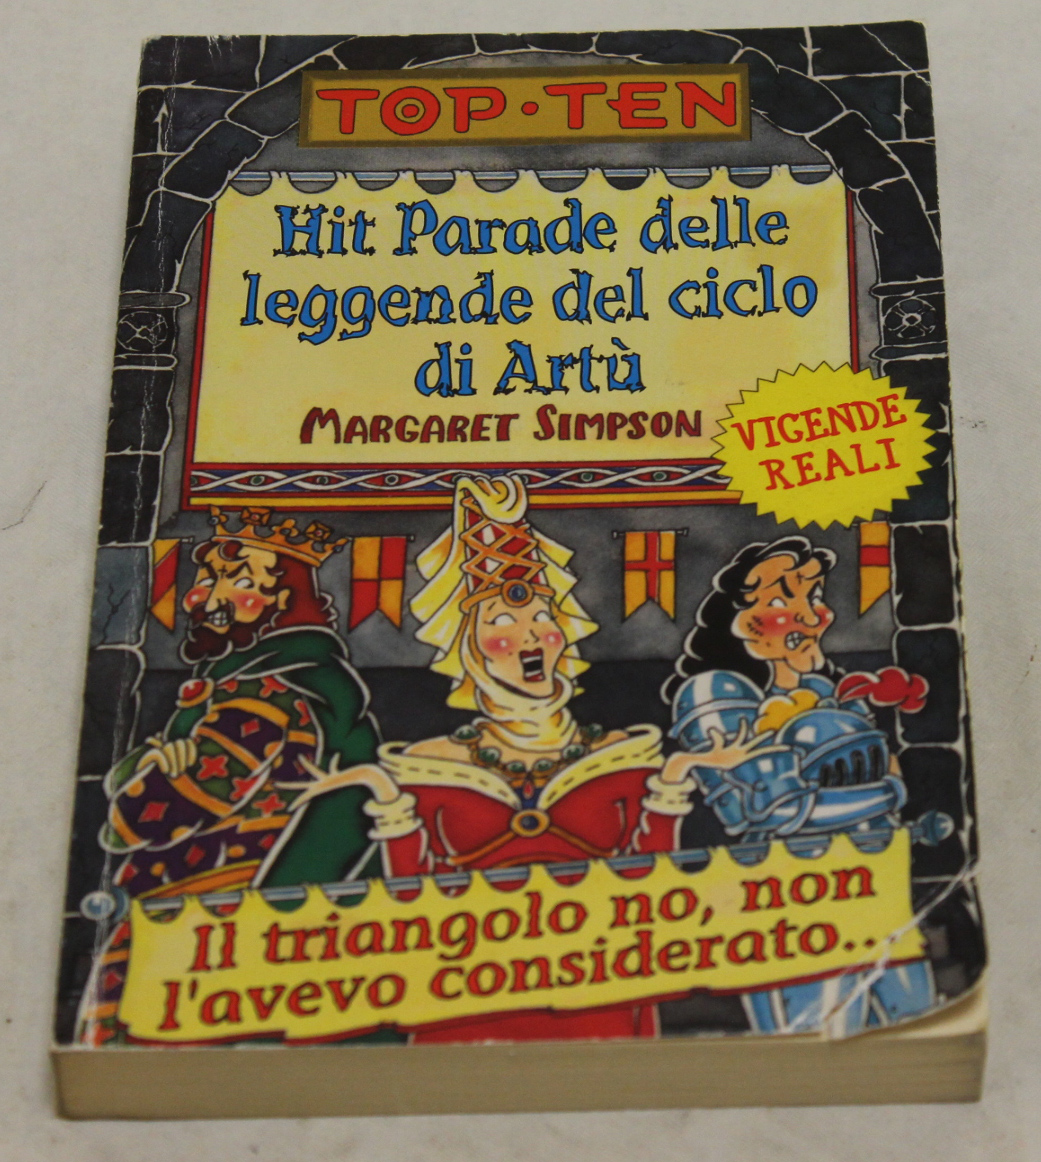 TOP•TEN
Hit Parade delle
leggende del ciclo
di Artù
MARGARET SIMPSON
VICENDE
REALI
Il triangolo no, non
l'avevo considerato...